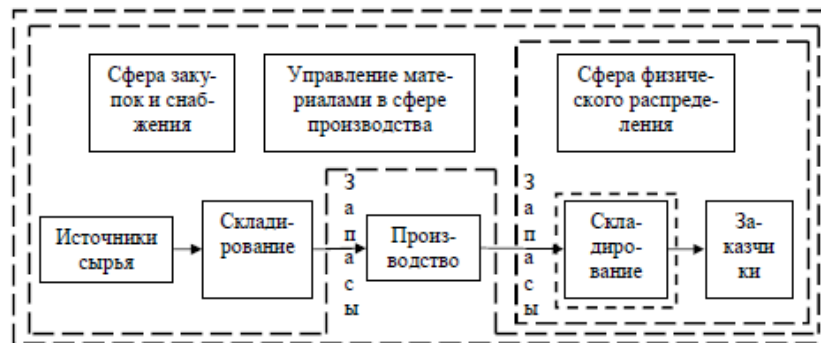 Сфера заку-
пок и снаб-
жения
Управление мате-
риалами в сфере
производства
Сфера физиче-
ского распреде-
ления
Источники
сырья
Склади-
рование
З
а
п
а
с
ы
Произ-
водство
З
а
п
а
с
ы
Скла-
дирo-
вание
За-
казчи
ки